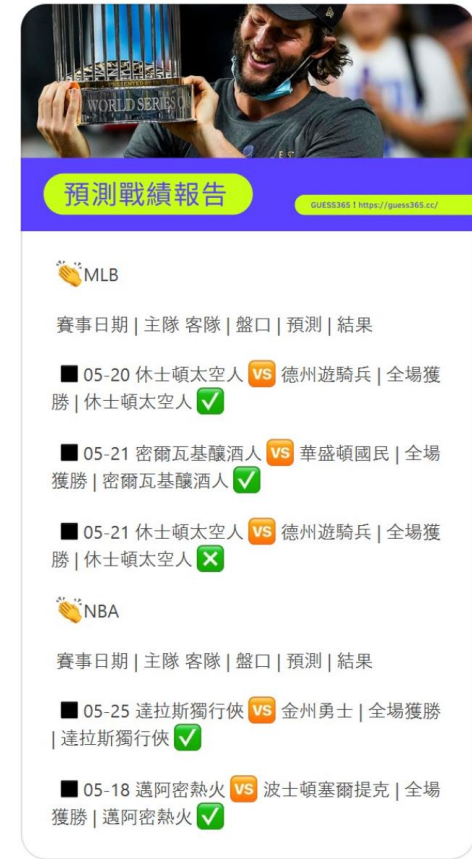 WORLD SERIES
預測戰績報告
GUESS365！https://guess365.cc/
👏MLB
賽事日期 | 主隊 客隊 | 盤口 | 預測 | 結果
⬛ 05-20 休士頓太空人 🆚 德州遊騎兵 | 全場獲
勝 | 休士頓太空人 ✅
⬛ 05-21 密爾瓦基釀酒人 🆚 華盛頓國民 | 全場
獲勝 | 密爾瓦基釀酒人 ✅
⬛ 05-21 休士頓太空人 🆚 德州遊騎兵 | 全場獲
勝 | 休士頓太空人 ❎
👏NBA
賽事日期 | 主隊 客隊 | 盤口 | 預測 | 結果
⬛ 05-25 達拉斯獨行俠 🆚 金州勇士 | 全場獲勝
| 達拉斯獨行俠 ✅
⬛ 05-18 邁阿密熱火 🆚 波士頓塞爾提克 | 全場
獲勝 | 邁阿密熱火 ✅